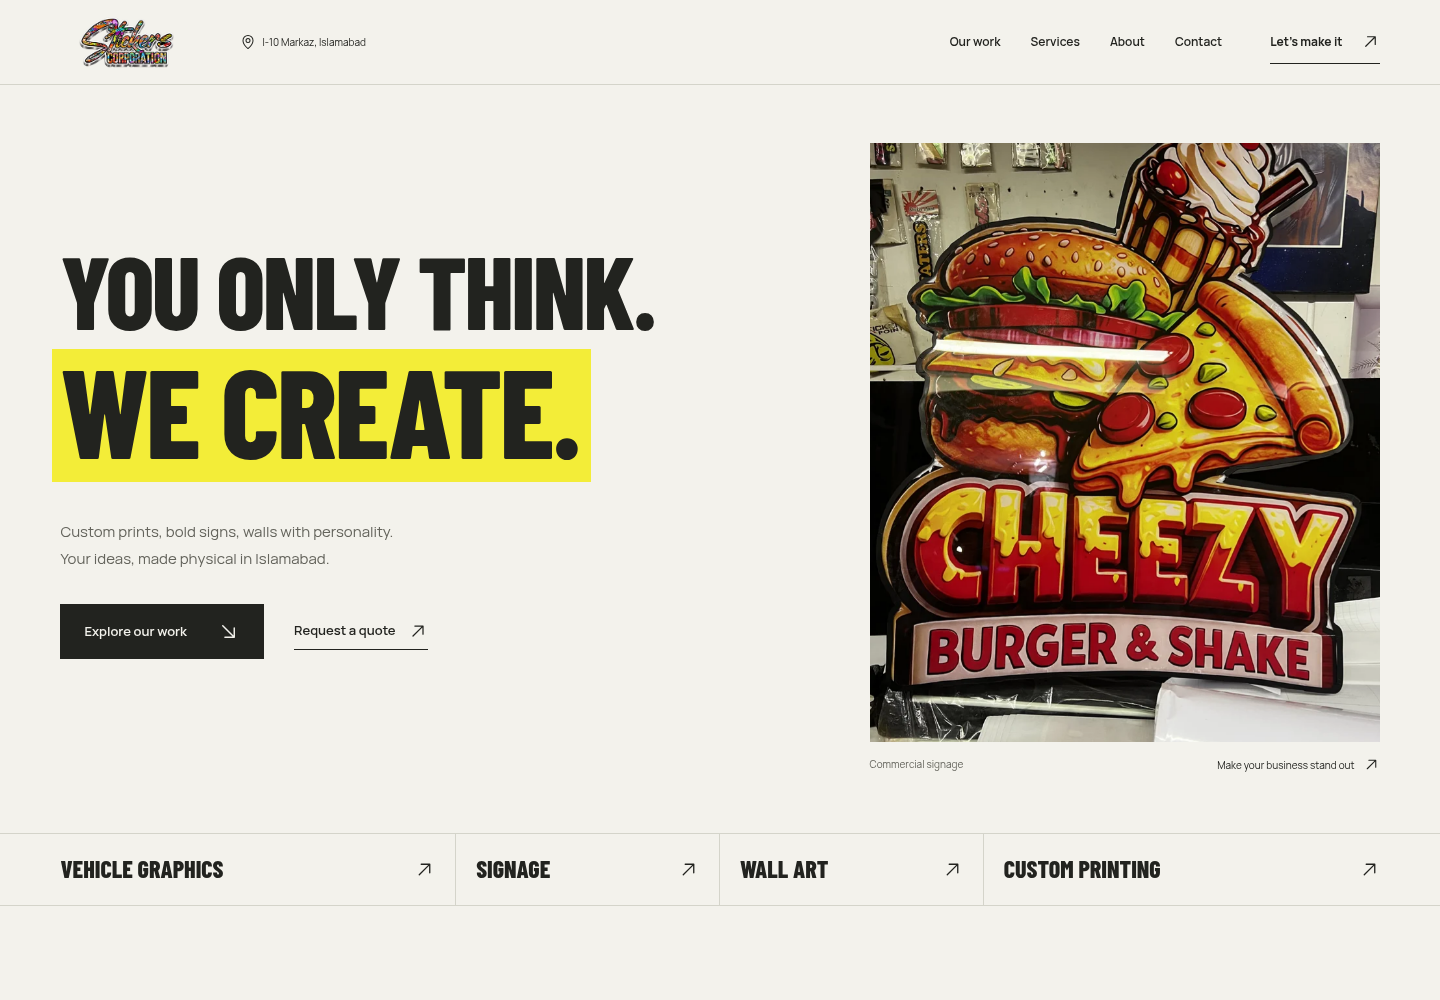 Stickers
CORPORATION
I-10 Markaz, Islamabad
Our work
Services
About
Contact
Let's make it
YOU ONLY THINK.
WE CREATE.
Custom prints, bold signs, walls with personality.
Your ideas, made physical in Islamabad.
Explore our work
Request a quote
CHEEZY
BURGER & SHAKE
Commercial signage
Make your business stand out
VEHICLE GRAPHICS
SIGNAGE
WALL ART
CUSTOM PRINTING